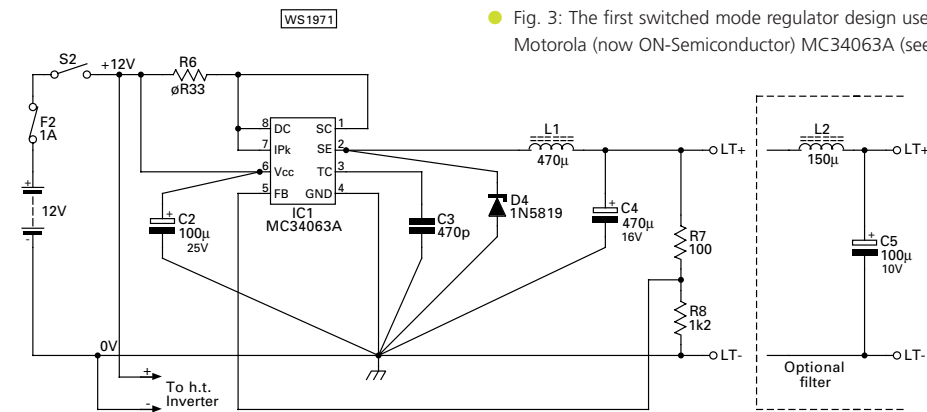 WS1971
Fig. 3: The first switched mode regulator design use
Motorola (now ON-Semiconductor) MC34063A (see
S2
+12V
R6
øR33
F2
1A
8 DC SC 1
7 IPk SE 2
6 Vcc TC 3
5 FB GND 4
IC1
MC34063A
L1
470µ
LT+
L2
150µ
LT+
+
12V
-
+
C2
100µ
25V
C3
470p
D4
1N5819
+
C4
470µ
16V
R7
100
+
C5
100µ
10V
R8
1k2
0V
LT-
LT-
Optional
filter
+
To h.t.
Inverter
-